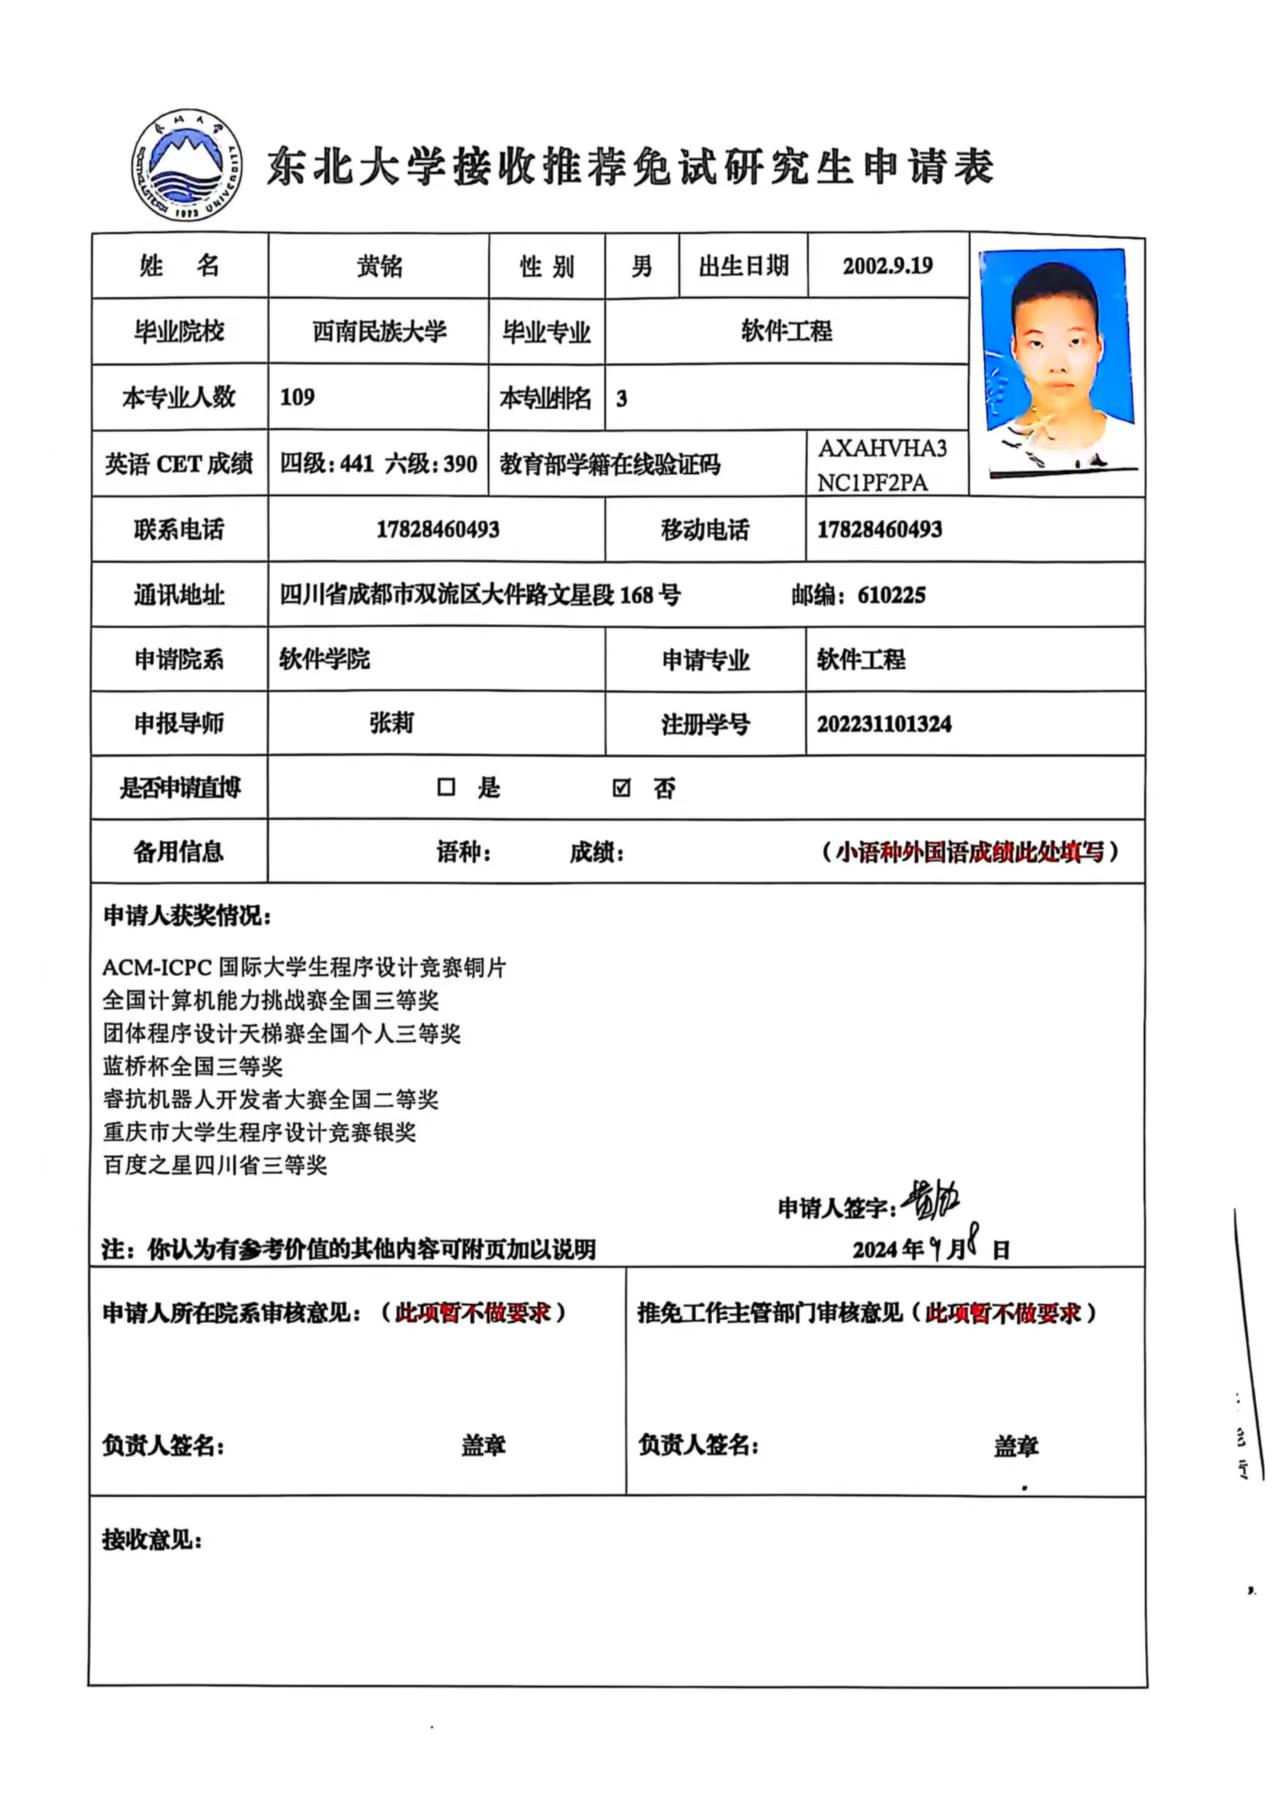 东北大学
NORTHEASTERN UNIVERSITY
1923
东北大学接收推荐免试研究生申请表
姓 名 黄铭 性 别 男 出生日期 2002.9.19
毕业院校 西南民族大学 毕业专业 软件工程
本专业人数 109 本专业排名 3
英语 CET 成绩 四级：441 六级：390 教育部学籍在线验证码 AXAHVHA3
NC1PF2PA
联系电话 17828460493 移动电话 17828460493
通讯地址 四川省成都市双流区大件路文星段 168 号 邮编：610225
申请院系 软件学院 申请专业 软件工程
申报导师 张莉 注册学号 202231101324
是否申请直博 □ 是 ☑ 否
备用信息 语种： 成绩： （小语种外国语成绩此处填写）
申请人获奖情况：
ACM-ICPC 国际大学生程序设计竞赛铜片
全国计算机能力挑战赛全国三等奖
团体程序设计天梯赛全国个人三等奖
蓝桥杯全国三等奖
睿抗机器人开发者大赛全国二等奖
重庆市大学生程序设计竞赛银奖
百度之星四川省三等奖
申请人签字：黄铭
注：你认为有参考价值的其他内容可附页加以说明 2024 年 9 月 8 日
申请人所在院系审核意见：（此项暂不做要求） 推免工作主管部门审核意见（此项暂不做要求）
负责人签名： 盖章 负责人签名： 盖章
接收意见：